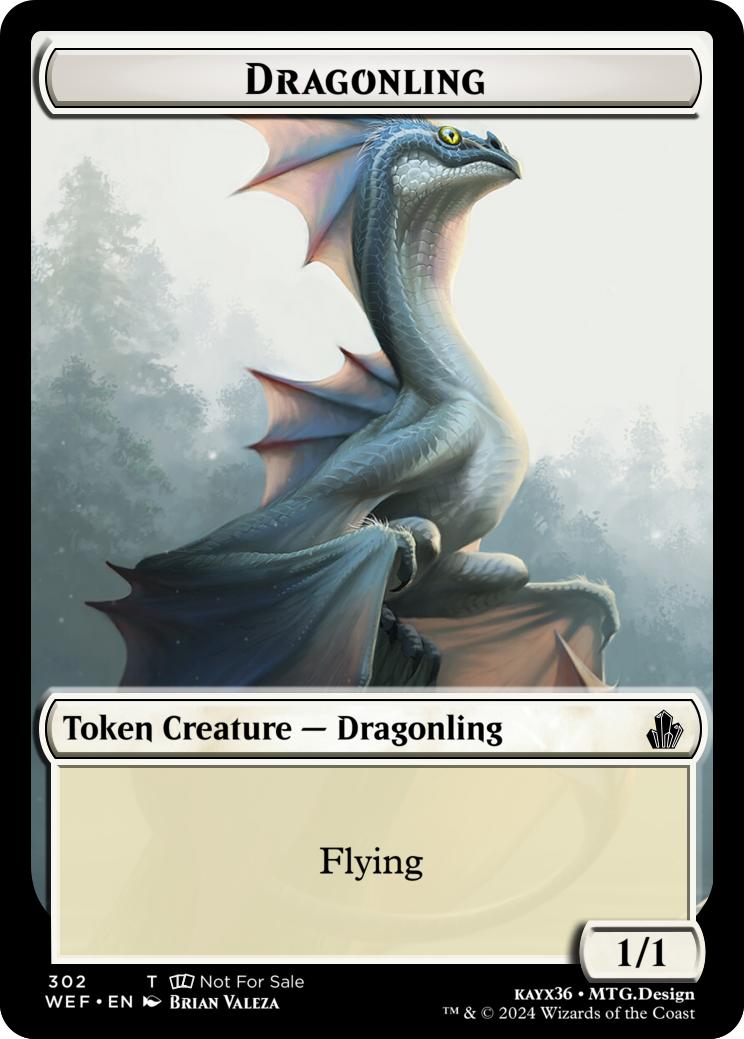 Dragonling
Token Creature — Dragonling
Flying
1/1
302 T Not For Sale
WEF • EN Brian Valeza
kayx36 • MTG.Design
™ & © 2024 Wizards of the Coast